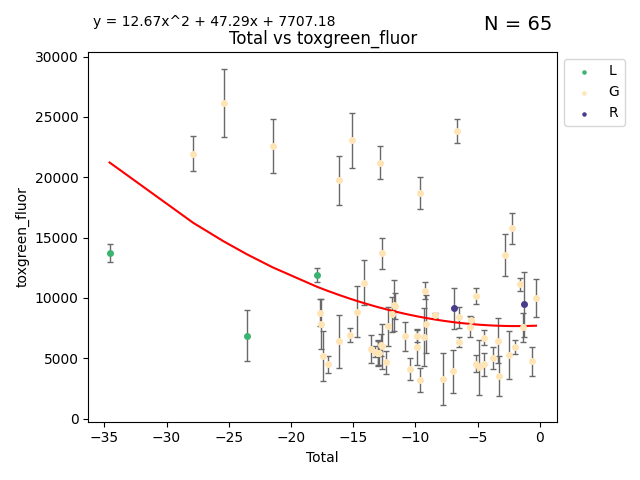 y = 12.67x^2 + 47.29x + 7707.18
N = 65
Total vs toxgreen_fluor
30000
25000
20000
15000
10000
5000
0
toxgreen_fluor
−35
−30
−25
−20
−15
−10
−5
0
Total
L
G
R